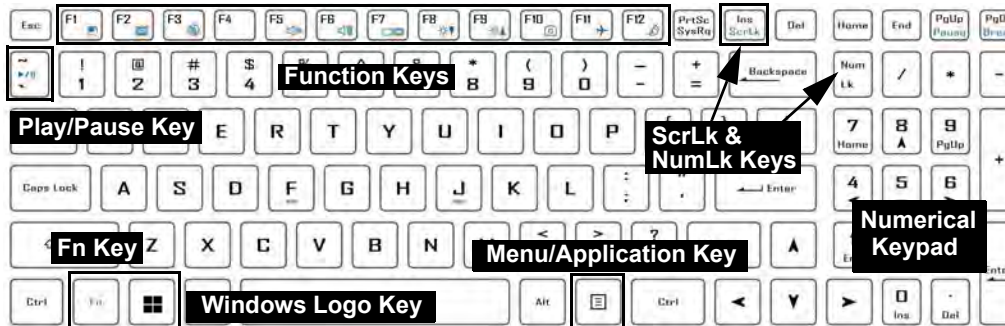 Esc F1 F2 F3 F4 F5 F6 F7 F8 F9 F10 F11 F12 PrtSc Ins Del Home End PgUp PgDn
SysRq ScrLk Pause
~ ! @ # $ * ( ) _ + Backspace Num / * -
` 1 2 3 4 8 9 0 - = Lk
Function Keys
Play/Pause Key
E R T Y U I O P { 7 8 9 +
Home PgUp
ScrLk &
NumLk Keys
Caps Lock A S D F G H J K L : " Enter 4 5 6
; '
Numerical
Keypad
Fn Key
Z X C V B N < > ?
Menu/Application Key
Ctrl Fn Alt Ctrl 0 .
Ins Del
Windows Logo Key